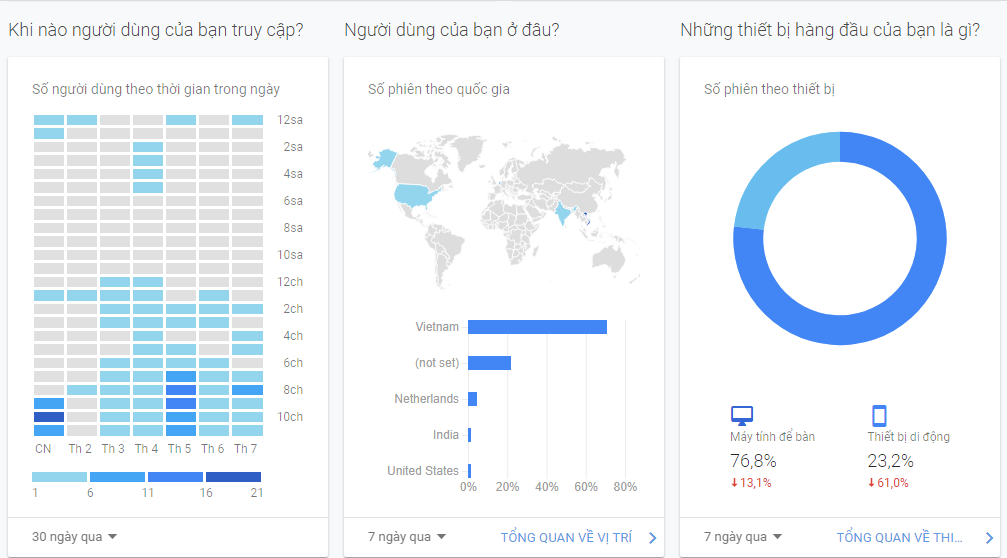 Khi nào người dùng của bạn truy cập?
Số người dùng theo thời gian trong ngày
12sa
2sa
4sa
6sa
8sa
10sa
12ch
2ch
4ch
6ch
8ch
10ch
CN Th 2 Th 3 Th 4 Th 5 Th 6 Th 7
1 6 11 16 21
30 ngày qua
Người dùng của bạn ở đâu?
Số phiên theo quốc gia
Vietnam
(not set)
Netherlands
India
United States
0% 20% 40% 60% 80%
7 ngày qua TỔNG QUAN VỀ VỊ TRÍ
Những thiết bị hàng đầu của bạn là gì?
Số phiên theo thiết bị
Máy tính để bàn Thiết bị di động
76,8% 23,2%
13,1% 61,0%
7 ngày qua TỔNG QUAN VỀ THI...